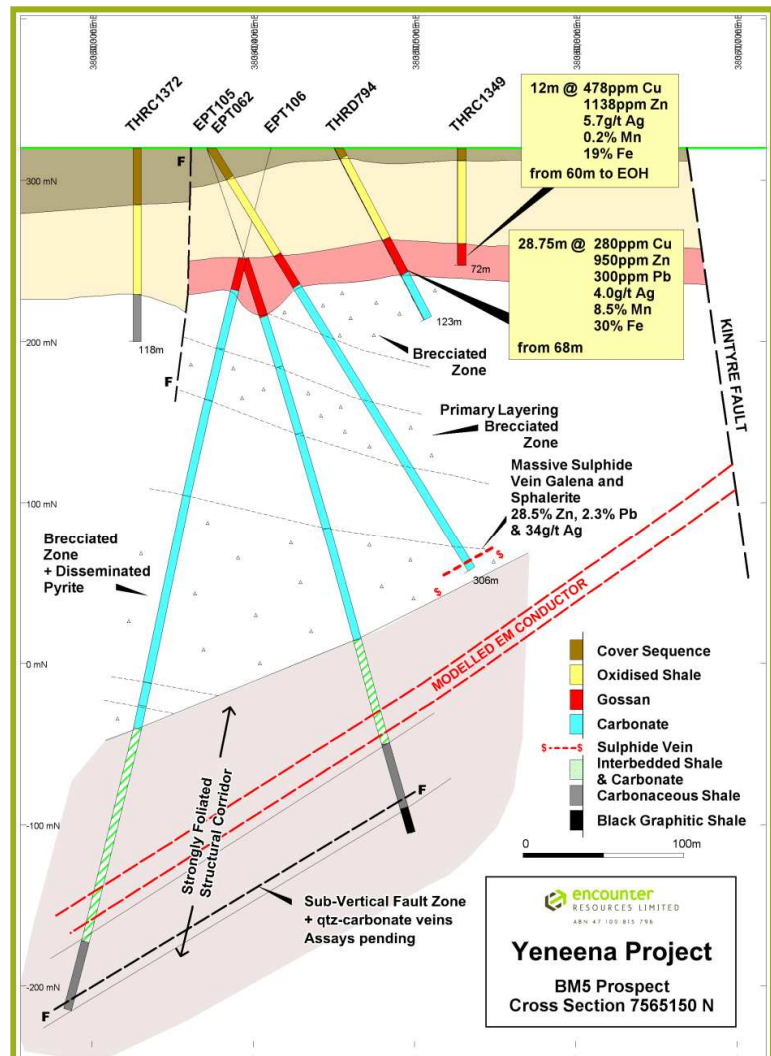 THRC1372
EPT105
EPT062
EPT106
THRD794
THRC1349
12m @ 478ppm Cu
1138ppm Zn
5.7g/t Ag
0.2% Mn
19% Fe
from 60m to EOH
F
300 mN
28.75m @ 280ppm Cu
950ppm Zn
300ppm Pb
4.0g/t Ag
8.5% Mn
30% Fe
from 68m
72m
123m
118m
200 mN
F
Brecciated
Zone
KINTYRE FAULT
Primary Layering
Brecciated
Zone
Massive Sulphide
Vein Galena and
Sphalerite
28.5% Zn, 2.3% Pb
& 34g/t Ag
100 mN
Brecciated
Zone
+ Disseminated
Pyrite
$
$
306m
0 mN
MODELLED EM CONDUCTOR
Cover Sequence
Oxidised Shale
Gossan
Carbonate
$ $ Sulphide Vein
Interbedded Shale
& Carbonate
Carbonaceous Shale
Black Graphitic Shale
Strongly Foliated
Structural Corridor
F
-100 mN
0 100m
Sub-Vertical Fault Zone
+ qtz-carbonate veins
Assays pending
encounter
RESOURCES LIMITED
ABN 47 100 815 796
Yeneena Project
BM5 Prospect
Cross Section 7565150 N
-200 mN
F